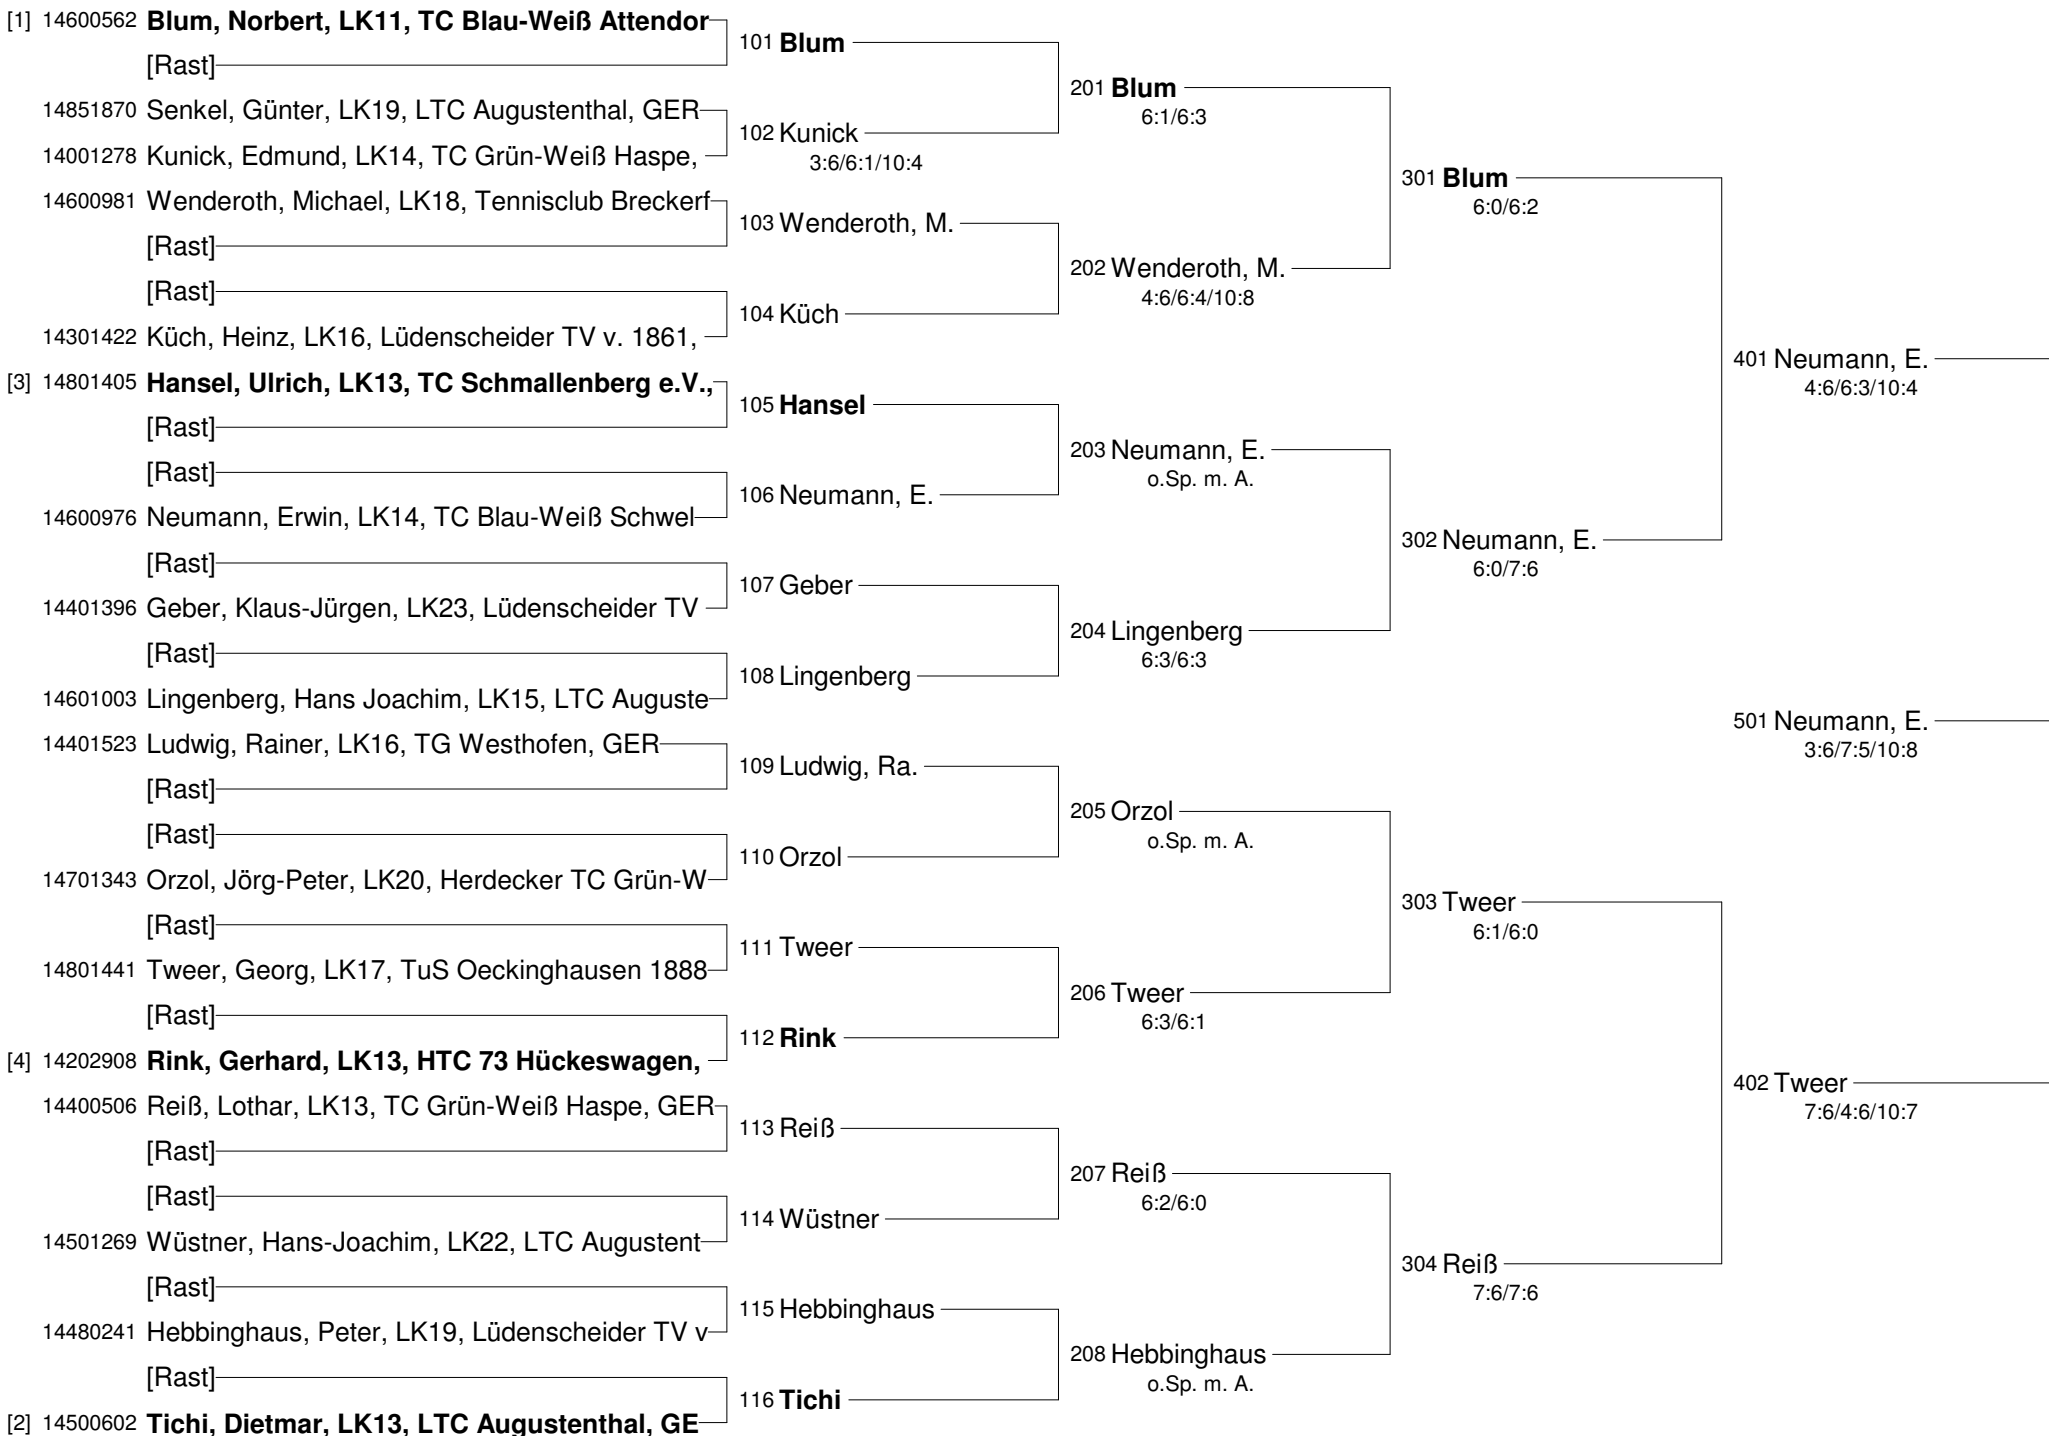 [1] 14600562 Blum, Norbert, LK11, TC Blau-Weiß Attendor
[Rast]
14851870 Senkel, Günter, LK19, LTC Augustenthal, GER
14001278 Kunick, Edmund, LK14, TC Grün-Weiß Haspe,
14600981 Wenderoth, Michael, LK18, Tennisclub Breckerf
[Rast]
[Rast]
14301422 Küch, Heinz, LK16, Lüdenscheider TV v. 1861,
[3] 14801405 Hansel, Ulrich, LK13, TC Schmallenberg e.V.,
[Rast]
[Rast]
14600976 Neumann, Erwin, LK14, TC Blau-Weiß Schwel
[Rast]
14401396 Geber, Klaus-Jürgen, LK23, Lüdenscheider TV
[Rast]
14601003 Lingenberg, Hans Joachim, LK15, LTC Auguste
14401523 Ludwig, Rainer, LK16, TG Westhofen, GER
[Rast]
[Rast]
14701343 Orzol, Jörg-Peter, LK20, Herdecker TC Grün-W
[Rast]
14801441 Tweer, Georg, LK17, TuS Oeckinghausen 1888
[Rast]
[4] 14202908 Rink, Gerhard, LK13, HTC 73 Hückeswagen,
14400506 Reiß, Lothar, LK13, TC Grün-Weiß Haspe, GER
[Rast]
[Rast]
14501269 Wüstner, Hans-Joachim, LK22, LTC Augustent
[Rast]
14480241 Hebbinghaus, Peter, LK19, Lüdenscheider TV v
[Rast]
[2] 14500602 Tichi, Dietmar, LK13, LTC Augustenthal, GE
101 Blum
102 Kunick
3:6/6:1/10:4
103 Wenderoth, M.
104 Küch
105 Hansel
106 Neumann, E.
107 Geber
108 Lingenberg
109 Ludwig, Ra.
110 Orzol
111 Tweer
112 Rink
113 Reiß
114 Wüstner
115 Hebbinghaus
116 Tichi
201 Blum
6:1/6:3
202 Wenderoth, M.
4:6/6:4/10:8
203 Neumann, E.
o.Sp. m. A.
204 Lingenberg
6:3/6:3
205 Orzol
o.Sp. m. A.
206 Tweer
6:3/6:1
207 Reiß
6:2/6:0
208 Hebbinghaus
o.Sp. m. A.
301 Blum
6:0/6:2
302 Neumann, E.
6:0/7:6
303 Tweer
6:1/6:0
304 Reiß
7:6/7:6
401 Neumann, E.
4:6/6:3/10:4
501 Neumann, E.
3:6/7:5/10:8
402 Tweer
7:6/4:6/10:7